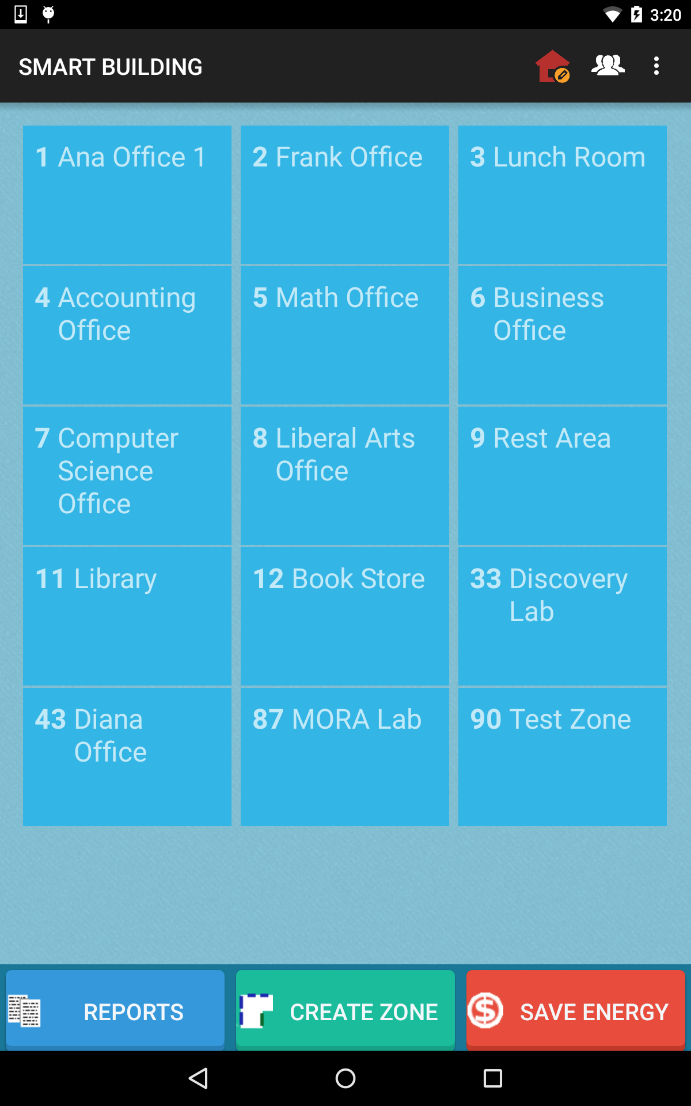 3:20
SMART BUILDING
1 Ana Office 1
2 Frank Office
3 Lunch Room
4 Accounting
Office
5 Math Office
6 Business
Office
7 Computer
Science
Office
8 Liberal Arts
Office
9 Rest Area
11 Library
12 Book Store
33 Discovery
Lab
43 Diana
Office
87 MORA Lab
90 Test Zone
REPORTS
CREATE ZONE
SAVE ENERGY